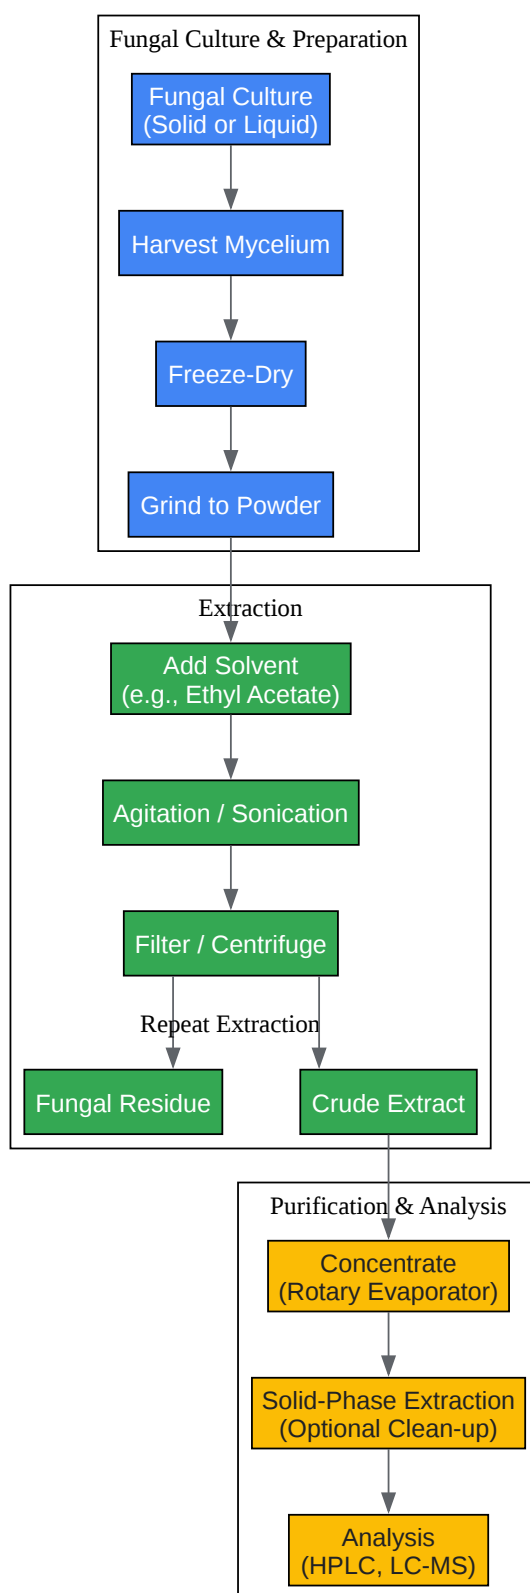 Fungal Culture & Preparation
Fungal Culture
(Solid or Liquid)
Harvest Mycelium
Freeze-Dry
Grind to Powder
Extraction
Add Solvent
(e.g., Ethyl Acetate)
Agitation / Sonication
Filter / Centrifuge
Repeat Extraction
Fungal Residue
Crude Extract
Purification & Analysis
Concentrate
(Rotary Evaporator)
Solid-Phase Extraction
(Optional Clean-up)
Analysis
(HPLC, LC-MS)